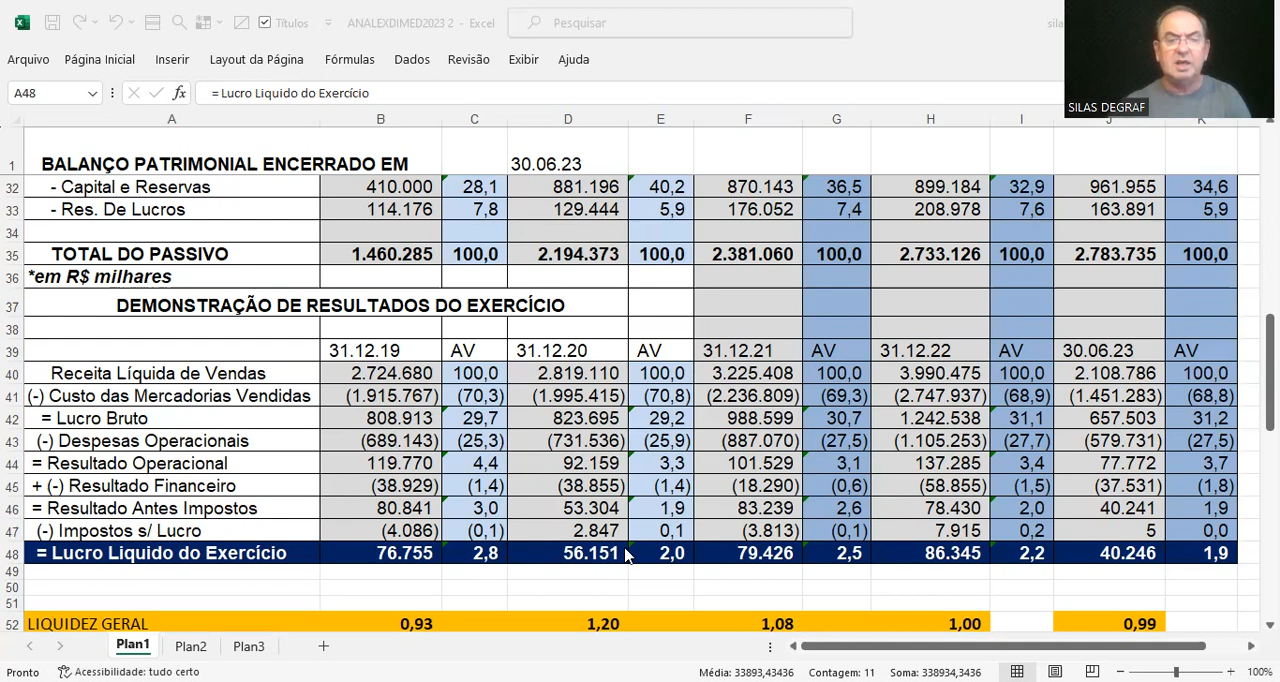 Títulos
ANALEXDIMED2023 2 - Excel
Pesquisar
silas
SILAS DEGRAF
Arquivo Página Inicial Inserir Layout da Página Fórmulas Dados Revisão Exibir Ajuda
A48 fx = Lucro Liquido do Exercício
A B C D E F G H I J K
1 BALANÇO PATRIMONIAL ENCERRADO EM 30.06.23
32 - Capital e Reservas 410.000 28,1 881.196 40,2 870.143 36,5 899.184 32,9 961.955 34,6
33 - Res. De Lucros 114.176 7,8 129.444 5,9 176.052 7,4 208.978 7,6 163.891 5,9
34
35 TOTAL DO PASSIVO 1.460.285 100,0 2.194.373 100,0 2.381.060 100,0 2.733.126 100,0 2.783.735 100,0
36 *em R$ milhares
37 DEMONSTRAÇÃO DE RESULTADOS DO EXERCÍCIO
38
39 31.12.19 AV 31.12.20 AV 31.12.21 AV 31.12.22 AV 30.06.23 AV
40 Receita Líquida de Vendas 2.724.680 100,0 2.819.110 100,0 3.225.408 100,0 3.990.475 100,0 2.108.786 100,0
41 (-) Custo das Mercadorias Vendidas (1.915.767) (70,3) (1.995.415) (70,8) (2.236.809) (69,3) (2.747.937) (68,9) (1.451.283) (68,8)
42 = Lucro Bruto 808.913 29,7 823.695 29,2 988.599 30,7 1.242.538 31,1 657.503 31,2
43 (-) Despesas Operacionais (689.143) (25,3) (731.536) (25,9) (887.070) (27,5) (1.105.253) (27,7) (579.731) (27,5)
44 = Resultado Operacional 119.770 4,4 92.159 3,3 101.529 3,1 137.285 3,4 77.772 3,7
45 + (-) Resultado Financeiro (38.929) (1,4) (38.855) (1,4) (18.290) (0,6) (58.855) (1,5) (37.531) (1,8)
46 = Resultado Antes Impostos 80.841 3,0 53.304 1,9 83.239 2,6 78.430 2,0 40.241 1,9
47 (-) Impostos s/ Lucro (4.086) (0,1) 2.847 0,1 (3.813) (0,1) 7.915 0,2 5 0,0
48 = Lucro Liquido do Exercício 76.755 2,8 56.151 2,0 79.426 2,5 86.345 2,2 40.246 1,9
49
50
51
52 LIQUIDEZ GERAL 0,93 1,20 1,08 1,00 0,99
Plan1 Plan2 Plan3
Pronto Acessibilidade: tudo certo Média: 33893,43436 Contagem: 11 Soma: 338934,3436 100%